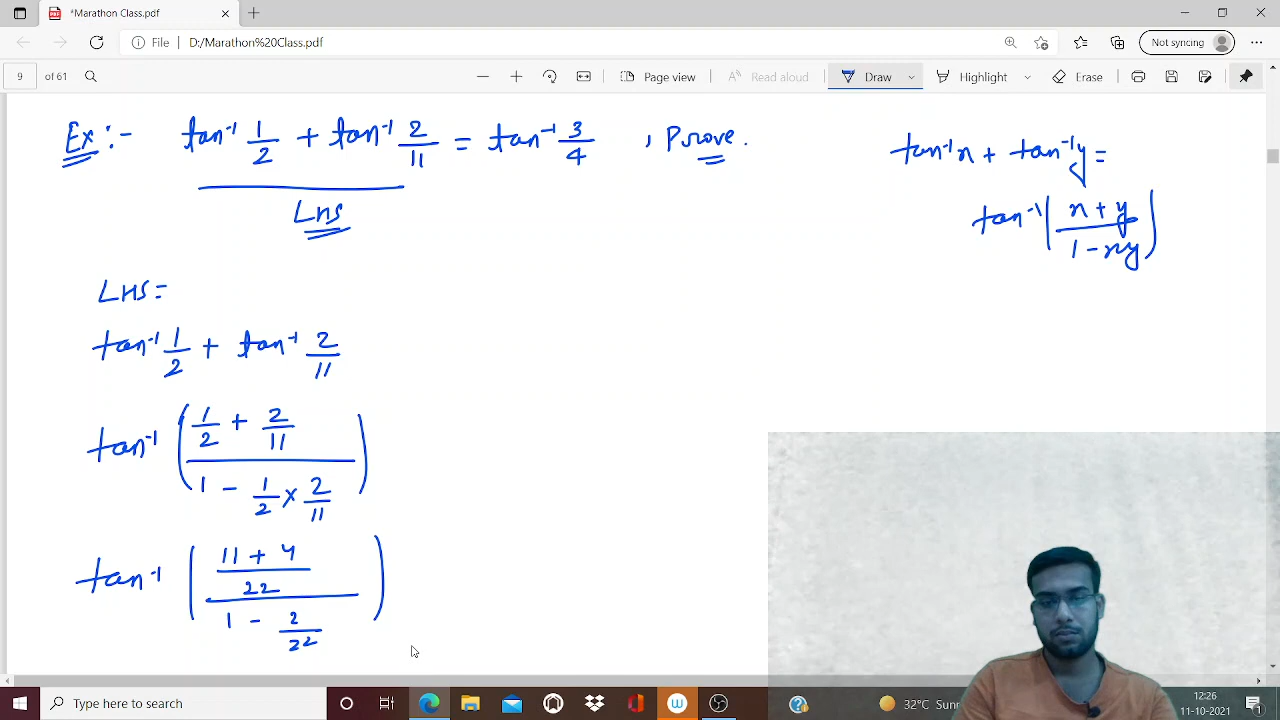 *Marathon Class.pdf
File D:/Marathon%20Class.pdf Not syncing
9 of 61 Page view Read aloud Draw Highlight Erase
Ex:- tan⁻¹ 1/2 + tan⁻¹ 2/11 = tan⁻¹ 3/4 , Prove.
LHS
tan⁻¹x + tan⁻¹y =
tan⁻¹ ( x + y / 1 - xy )
LHS =
tan⁻¹ 1/2 + tan⁻¹ 2/11
tan⁻¹ ( 1/2 + 2/11 / 1 - 1/2 × 2/11 )
tan⁻¹ ( 11 + 4 / 22 / 1 - 2/22 )
Type here to search 32°C Sunn 12:26
11-10-2021